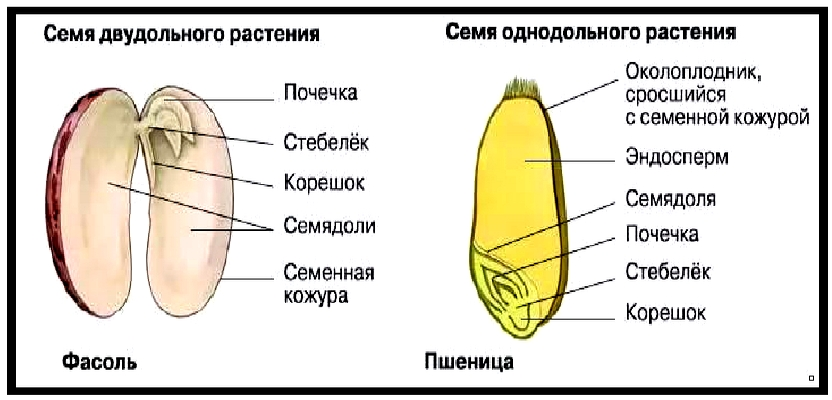 Семя двудольного растения
Почечка
Стебелёк
Корешок
Семядоли
Семенная
кожура
Фасоль
Семя однодольного растения
Околоплодник,
сросшийся
с семенной кожурой
Эндосперм
Семядоля
Почечка
Стебелёк
Корешок
Пшеница